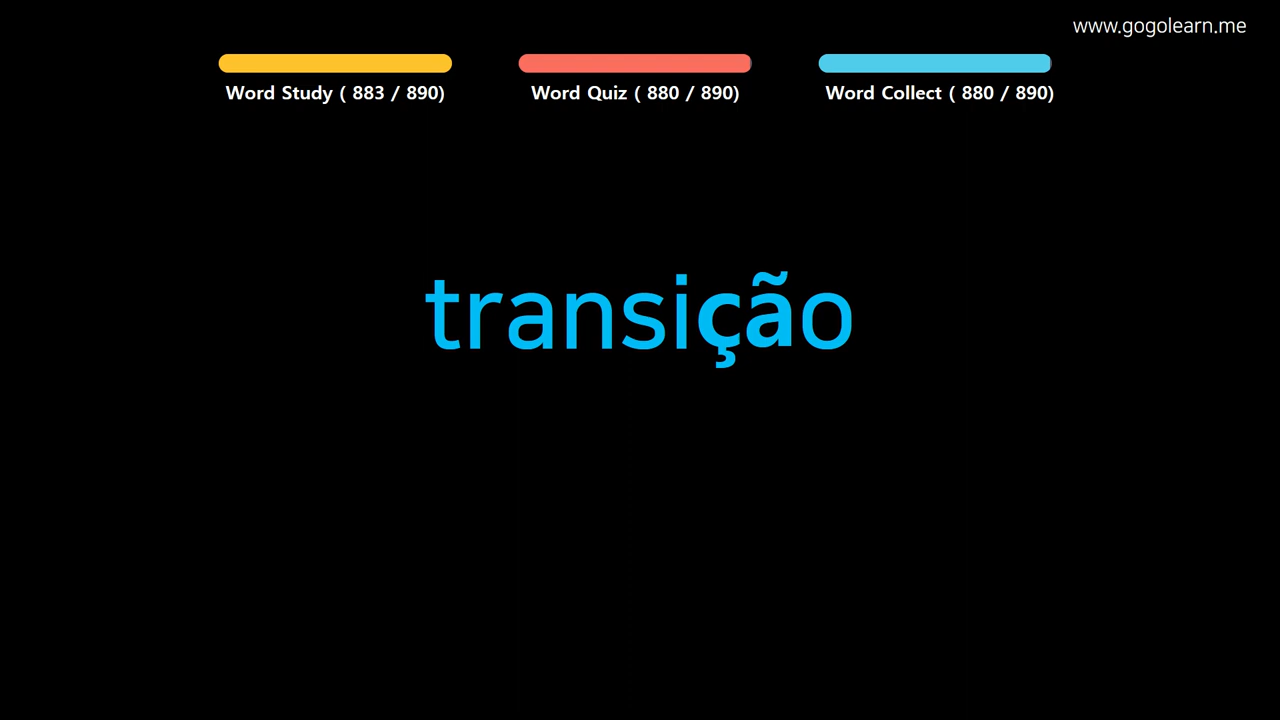 www.gogolearn.me
Word Study ( 883 / 890)
Word Quiz ( 880 / 890)
Word Collect ( 880 / 890)
transição